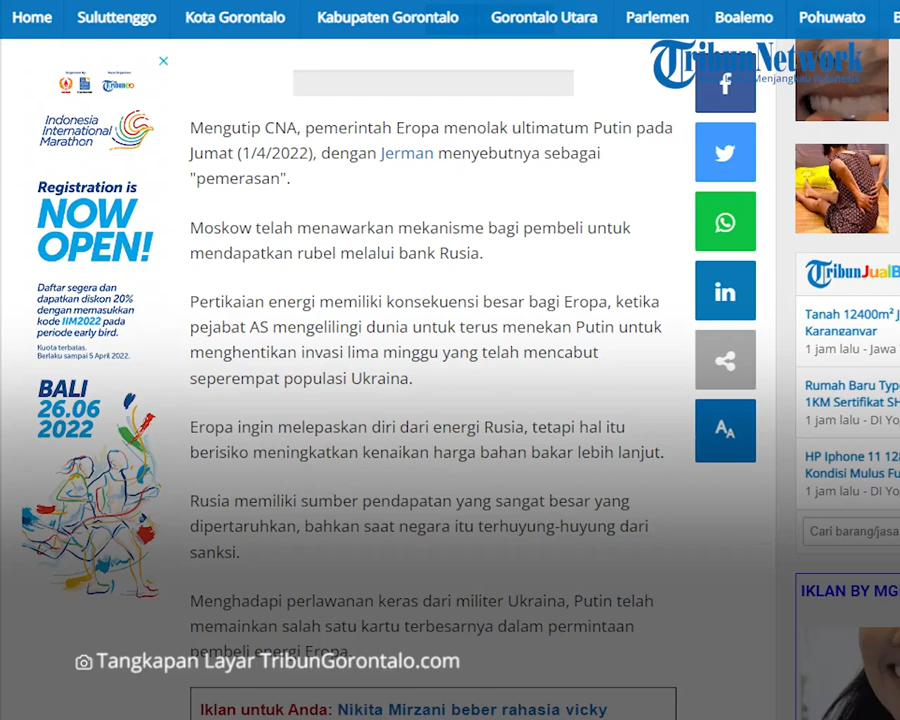 Home Suluttenggo Kota Gorontalo Kabupaten Gorontalo Gorontalo Utara Parlemen Boalemo Pohuwato
TribunNetwork
Menjangkau Indonesia
Indonesia
International
Marathon
Registration is
NOW
OPEN!
Daftar segera dan
dapatkan diskon 20%
dengan memasukkan
kode IIM2022 pada
periode early bird.
Kuota terbatas.
Berlaku sampai 5 April 2022.
BALI
26.06
2022
Mengutip CNA, pemerintah Eropa menolak ultimatum Putin pada
Jumat (1/4/2022), dengan Jerman menyebutnya sebagai
"pemerasan".
Moskow telah menawarkan mekanisme bagi pembeli untuk
mendapatkan rubel melalui bank Rusia.
Pertikaian energi memiliki konsekuensi besar bagi Eropa, ketika
pejabat AS mengelilingi dunia untuk terus menekan Putin untuk
menghentikan invasi lima minggu yang telah mencabut
seperempat populasi Ukraina.
Eropa ingin melepaskan diri dari energi Rusia, tetapi hal itu
berisiko meningkatkan kenaikan harga bahan bakar lebih lanjut.
Rusia memiliki sumber pendapatan yang sangat besar yang
dipertaruhkan, bahkan saat negara itu terhuyung-huyung dari
sanksi.
Menghadapi perlawanan keras dari militer Ukraina, Putin telah
memainkan salah satu kartu terbesarnya dalam permintaan
pembeli energi Eropa.
Tangkapan Layar TribunGorontalo.com
Iklan untuk Anda: Nikita Mirzani beber rahasia vicky
TribunJualB
Tanah 12400m² J
Karanganyar
1 jam lalu - Jawa
Rumah Baru Typ
1KM Sertifikat SH
1 jam lalu - DI Yo
HP Iphone 11 128
Kondisi Mulus Fu
1 jam lalu - DI Yo
Cari barang/jasa
IKLAN BY MG